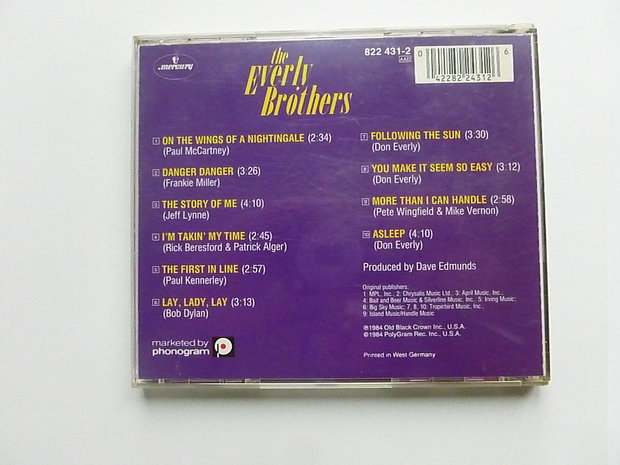 mercury
the
Everly
Brothers
822 431-2
AAD
0 42282 24312 6
1 ON THE WINGS OF A NIGHTINGALE (2:34)
(Paul McCartney)
2 DANGER DANGER (3:26)
(Frankie Miller)
3 THE STORY OF ME (4:10)
(Jeff Lynne)
4 I'M TAKIN' MY TIME (2:45)
(Rick Beresford & Patrick Alger)
5 THE FIRST IN LINE (2:57)
(Paul Kennerley)
6 LAY, LADY, LAY (3:13)
(Bob Dylan)
marketed by
phonogram
7 FOLLOWING THE SUN (3:30)
(Don Everly)
8 YOU MAKE IT SEEM SO EASY (3:12)
(Don Everly)
9 MORE THAN I CAN HANDLE (2:58)
(Pete Wingfield & Mike Vernon)
10 ASLEEP (4:10)
(Don Everly)
Produced by Dave Edmunds
Original publishers:
1: MPL, Inc., 2: Chrysalis Music Ltd., 3: April Music, Inc.,
4: Bait and Beer Music & Silverline Music, Inc., 5: Irving Music;
6: Big Sky Music; 7, 8, 10: Tropicbird Music, Inc.,
9: Island Music/Handle Music
℗1984 Old Black Crown Inc., U.S.A.
©1984 PolyGram Rec. Inc., U.S.A.
Printed in West Germany